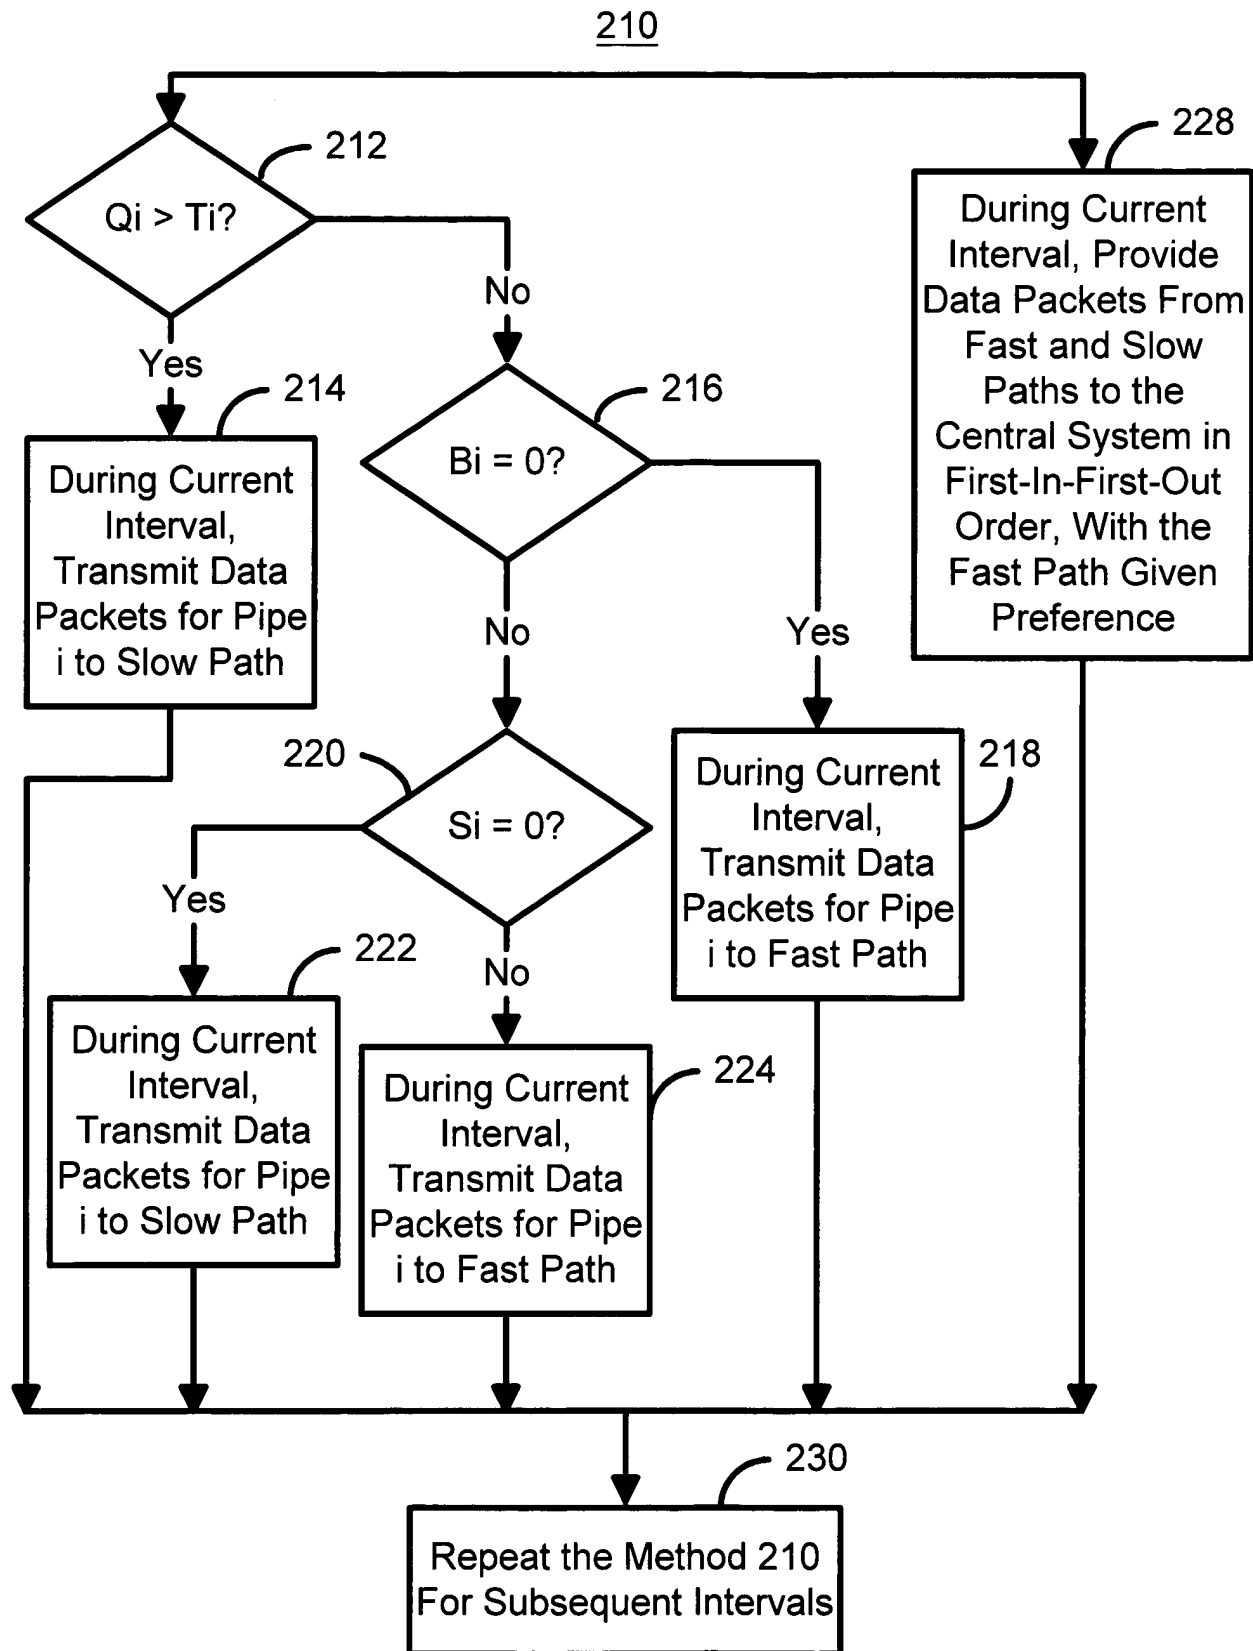 210
212
Qi > Ti?
No
Yes
228
During Current
Interval, Provide
Data Packets From
Fast and Slow
Paths to the
Central System in
First-In-First-Out
Order, With the
Fast Path Given
Preference
214
During Current
Interval,
Transmit Data
Packets for Pipe
i to Slow Path
216
Bi = 0?
No
Yes
220
Si = 0?
Yes
No
218
During Current
Interval,
Transmit Data
Packets for Pipe
i to Fast Path
222
During Current
Interval,
Transmit Data
Packets for Pipe
i to Slow Path
224
During Current
Interval,
Transmit Data
Packets for Pipe
i to Fast Path
230
Repeat the Method 210
For Subsequent Intervals